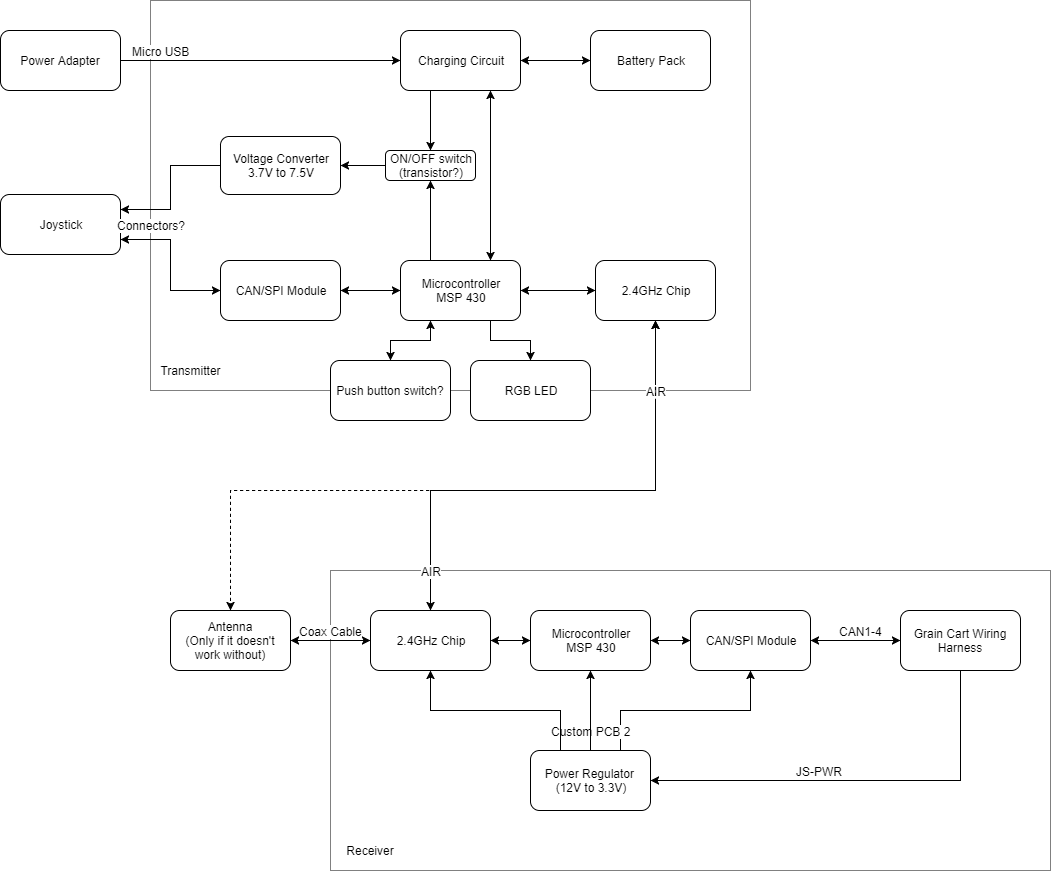 Power Adapter
Micro USB
Charging Circuit
Battery Pack
Voltage Converter
3.7V to 7.5V
ON/OFF switch
(transistor?)
Joystick
Connectors?
CAN/SPI Module
Microcontroller
MSP 430
2.4GHz Chip
Transmitter
Push button switch?
RGB LED
AIR
AIR
Antenna
(Only if it doesn't
work without)
Coax Cable
2.4GHz Chip
Microcontroller
MSP 430
CAN/SPI Module
CAN1-4
Grain Cart Wiring
Harness
Custom PCB 2
Power Regulator
(12V to 3.3V)
JS-PWR
Receiver